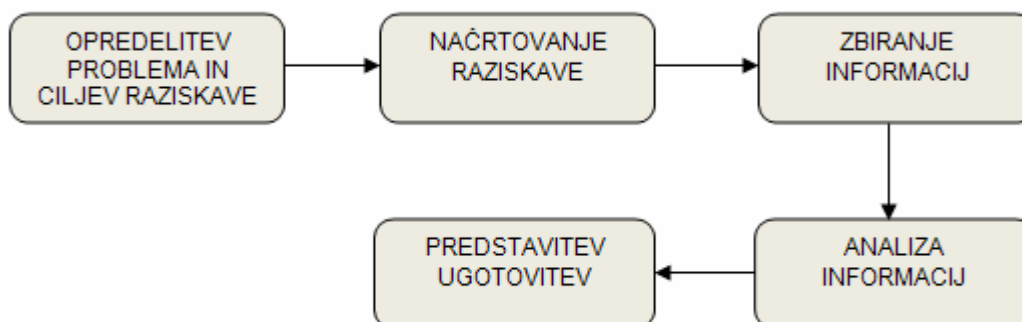 OPREDELITEV
PROBLEMA IN
CILJEV RAZISKAVE
NAČRTOVANJE
RAZISKAVE
ZBIRANJE
INFORMACIJ
ANALIZA
INFORMACIJ
PREDSTAVITEV
UGOTOVITEV